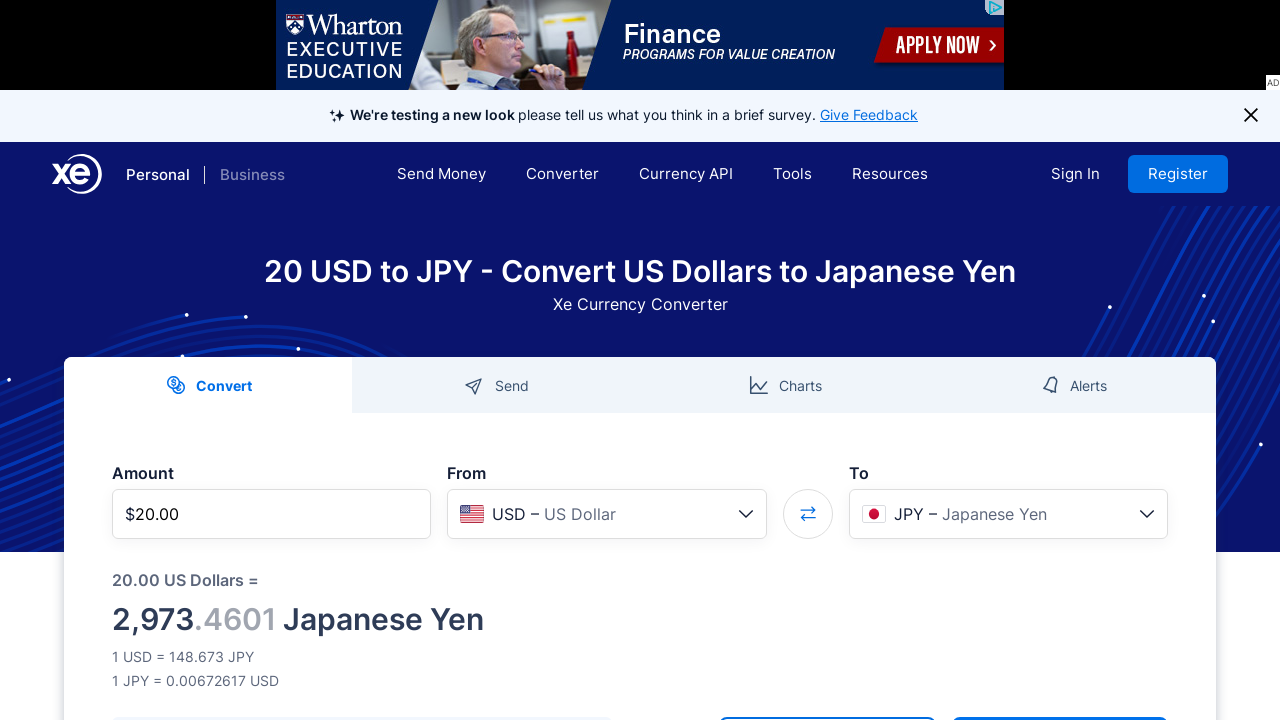 Wharton
EXECUTIVE
EDUCATION
Finance
PROGRAMS FOR VALUE CREATION
APPLY NOW
AD
We're testing a new look please tell us what you think in a brief survey. Give Feedback
xe
Personal
Business
Send Money
Converter
Currency API
Tools
Resources
Sign In
Register
20 USD to JPY - Convert US Dollars to Japanese Yen
Xe Currency Converter
Convert
Send
Charts
Alerts
Amount
From
To
$20.00
USD – US Dollar
JPY – Japanese Yen
20.00 US Dollars =
2,973.4601 Japanese Yen
1 USD = 148.673 JPY
1 JPY = 0.00672617 USD